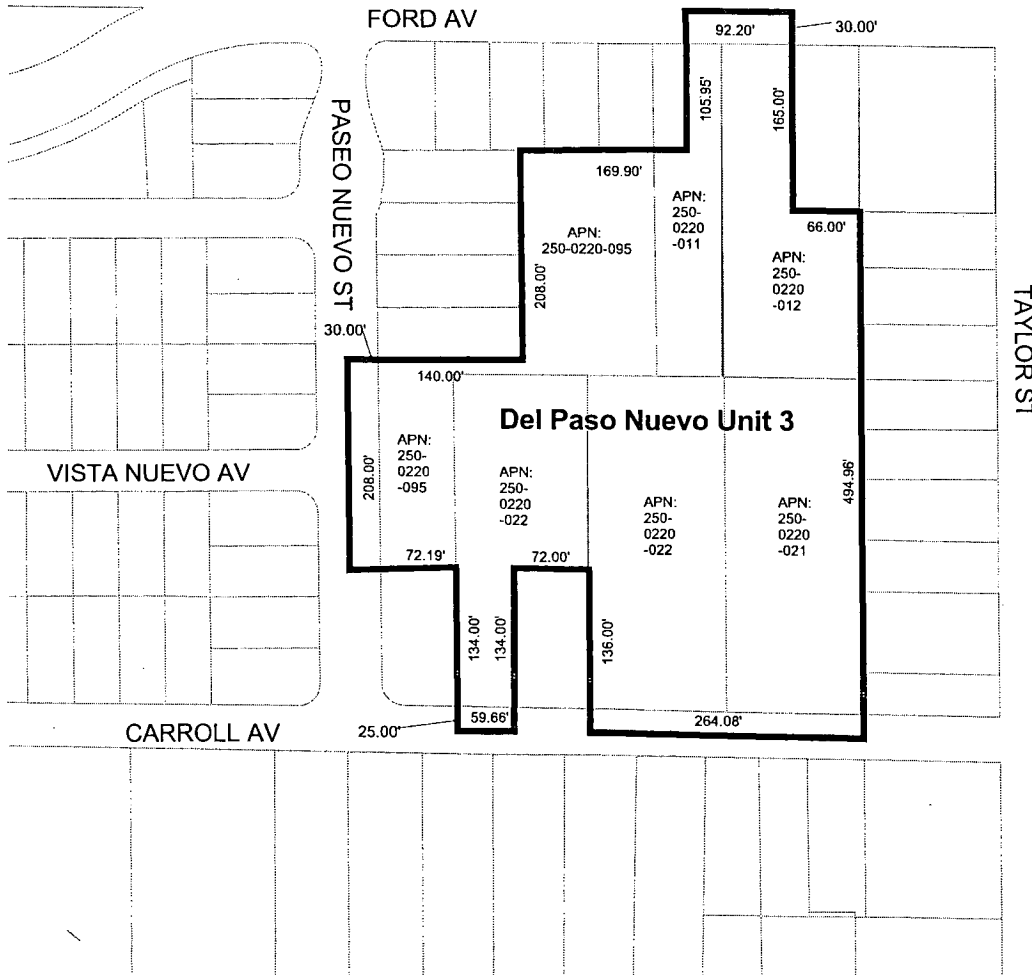 FORD AV
92.20'
30.00'
PASEO NUEVO ST
105.95'
165.00'
169.90'
APN:
250-
0220
-011
APN:
250-0220-095
66.00'
APN:
250-
0220
-012
208.00'
TAYLOR ST
30.00'
140.00'
Del Paso Nuevo Unit 3
APN:
250-
0220
-095
VISTA NUEVO AV
208.00'
APN:
250-
0220
-022
APN:
250-
0220
-022
APN:
250-
0220
-021
494.96'
72.19'
72.00'
134.00'
134.00'
136.00'
59.66'
264.08'
25.00'
CARROLL AV